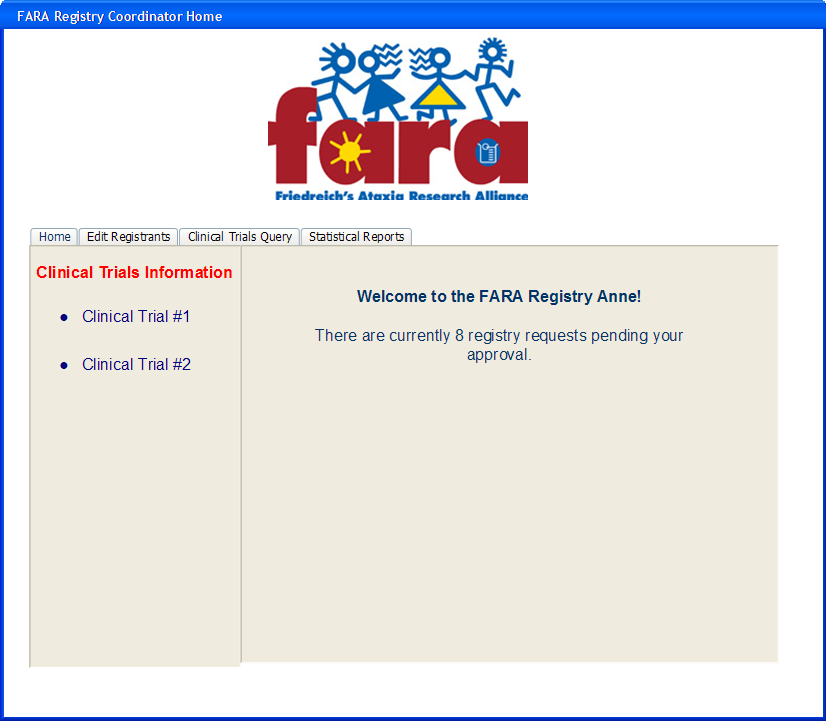 FARA Registry Coordinator Home
fara
Friedreich's Ataxia Research Alliance
Home Edit Registrants Clinical Trials Query Statistical Reports
Clinical Trials Information
● Clinical Trial #1
● Clinical Trial #2
Welcome to the FARA Registry Anne!
There are currently 8 registry requests pending your
approval.